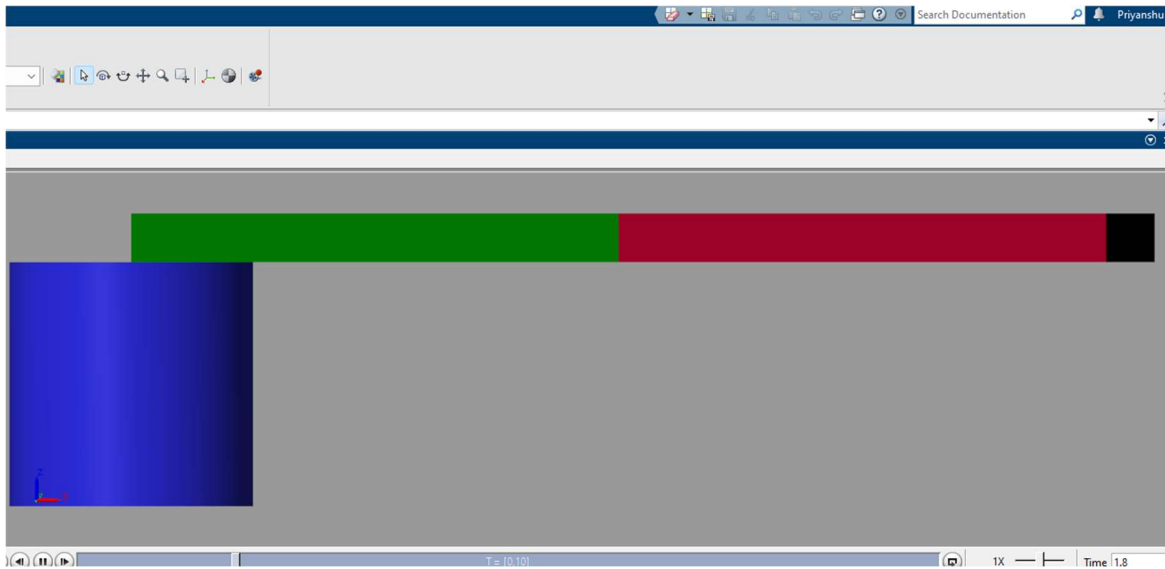 Search Documentation
Priyanshu
Z
T = [0,10]
1X
Time 1.8